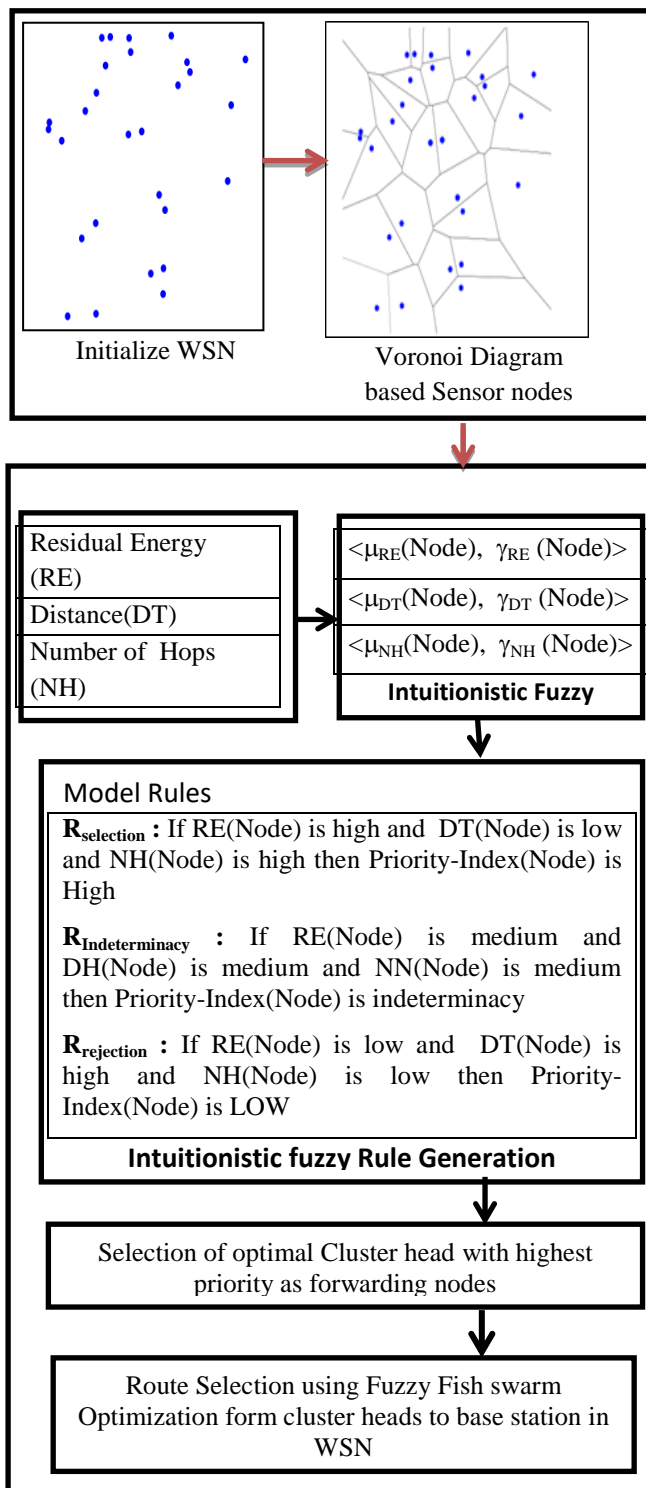 Initialize WSN
Voronoi Diagram
based Sensor nodes
Residual Energy
(RE)
Distance(DT)
Number of Hops
(NH)
<μRE(Node), γRE (Node)>
<μDT(Node), γDT (Node)>
<μNH(Node), γNH (Node)>
Intuitionistic Fuzzy
Model Rules
Rselection : If RE(Node) is high and DT(Node) is low
and NH(Node) is high then Priority-Index(Node) is
High
RIndeterminacy : If RE(Node) is medium and
DH(Node) is medium and NN(Node) is medium
then Priority-Index(Node) is indeterminacy
Rrejection : If RE(Node) is low and DT(Node) is
high and NH(Node) is low then Priority-
Index(Node) is LOW
Intuitionistic fuzzy Rule Generation
Selection of optimal Cluster head with highest
priority as forwarding nodes
Route Selection using Fuzzy Fish swarm
Optimization form cluster heads to base station in
WSN